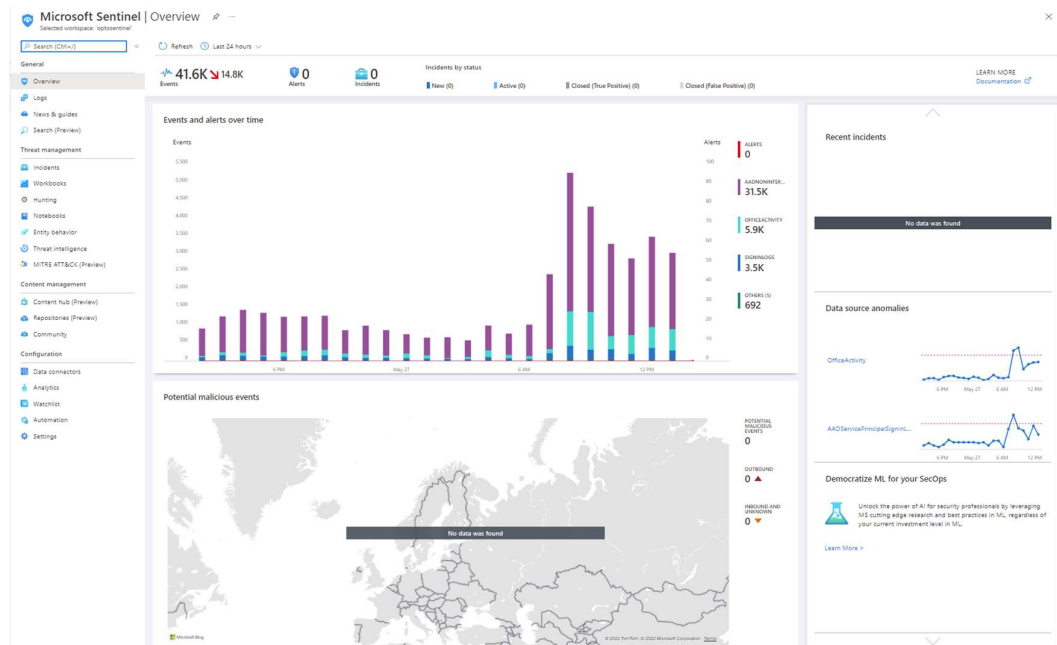 Microsoft Sentinel | Overview
Selected workspace: 'optosentinel'
Search (Ctrl+/)
General
Overview
Logs
News & guides
Search (Preview)
Threat management
Incidents
Workbooks
Hunting
Notebooks
Entity behavior
Threat intelligence
MITRE ATT&CK (Preview)
Content management
Content hub (Preview)
Repositories (Preview)
Community
Configuration
Data connectors
Analytics
Watchlist
Automation
Settings
Refresh Last 24 hours
41.6K 14.8K
Events
0
Alerts
0
Incidents
Incidents by status
New (0) Active (0) Closed (True Positive) (0) Closed (False Positive) (0)
LEARN MORE
Documentation
Events and alerts over time
Events Alerts
5,500 100
5,000 90
4,500 80
4,000 70
3,500 60
3,000 50
2,500 40
2,000 30
1,500 20
1,000 10
500 0
0
6 PM May 27 6 AM 12 PM
ALERTS
0
AADNONINTER...
31.5K
OFFICEACTIVITY
5.9K
SIGNINLOGS
3.5K
OTHERS (5)
692
Potential malicious events
No data was found
Microsoft Bing
© 2022 TomTom, © 2022 Microsoft Corporation Terms
POTENTIAL
MALICIOUS
EVENTS
0
OUTBOUND
0
INBOUND AND
UNKNOWN
0
Recent incidents
No data was found
Data source anomalies
OfficeActivity
6 PM May 27 6 AM 12 PM
AADServicePrincipalSigninL...
6 PM May 27 6 AM 12 PM
Democratize ML for your SecOps
Unlock the power of AI for security professionals by leveraging
MS cutting edge research and best practices in ML, regardless of
your current investment level in ML.
Learn More >